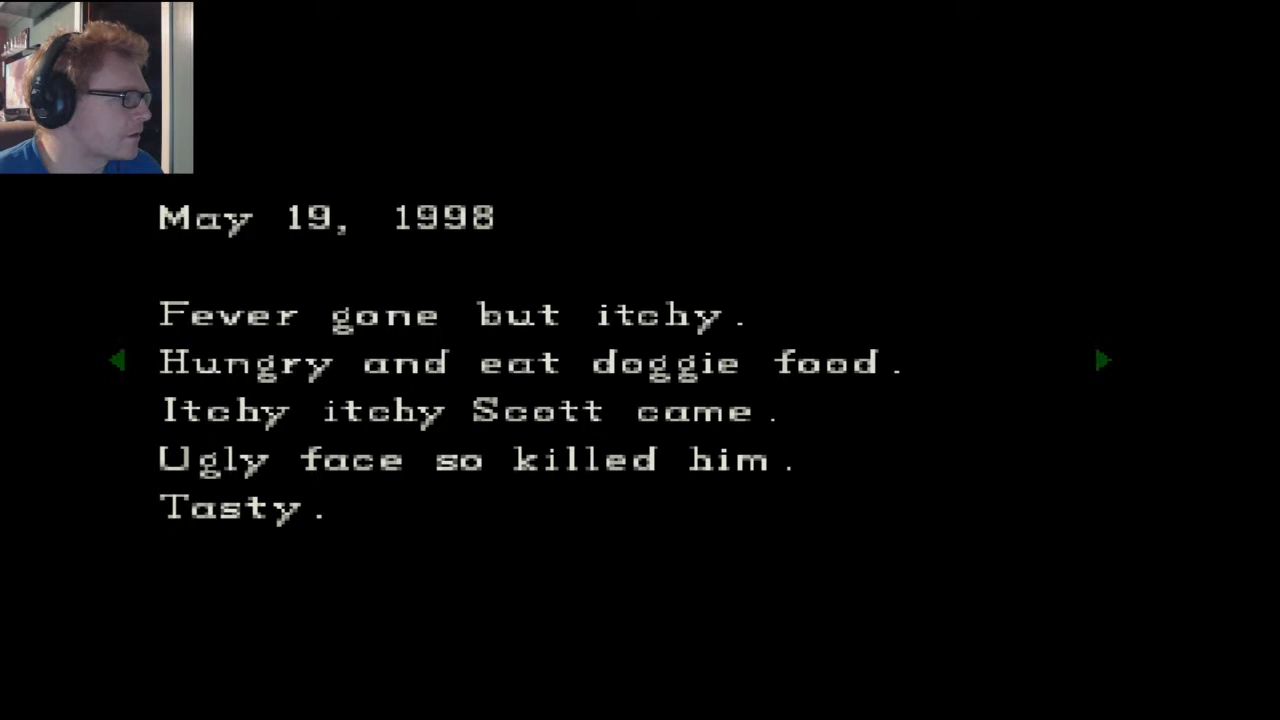 May 19, 1998
Fever gone but itchy.
Hungry and eat doggie food.
Itchy itchy Scott came.
Ugly face so killed him.
Tasty.